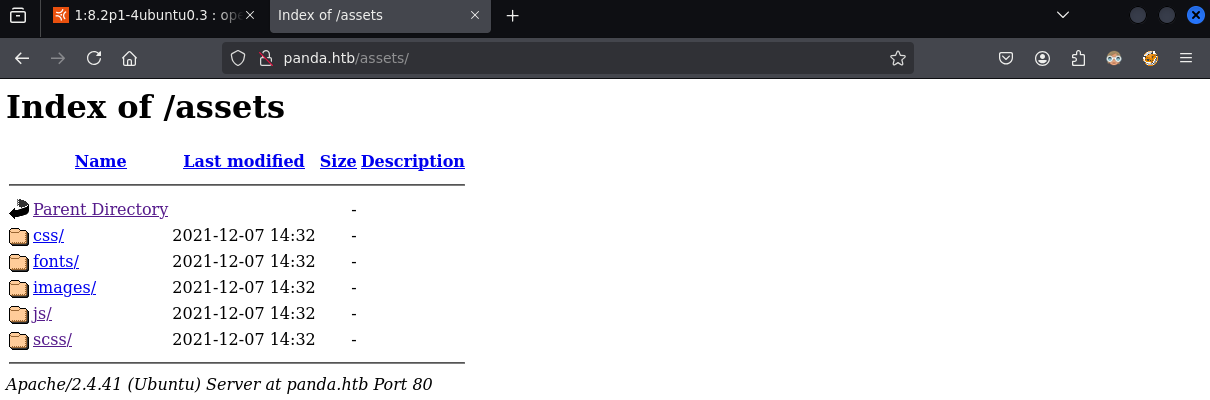 1:8.2p1-4ubuntu0.3 : ope
Index of /assets
panda.htb/assets/
Index of /assets
Name Last modified Size Description
Parent Directory -
css/ 2021-12-07 14:32 -
fonts/ 2021-12-07 14:32 -
images/ 2021-12-07 14:32 -
js/ 2021-12-07 14:32 -
scss/ 2021-12-07 14:32 -
Apache/2.4.41 (Ubuntu) Server at panda.htb Port 80